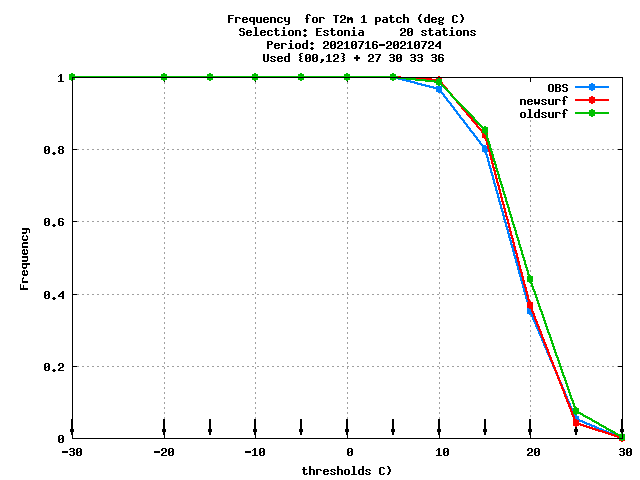 Frequency  for T2m 1 patch (deg C)
Selection: Estonia     20 stations
Period: 20210716-20210724
Used {00,12} + 27 30 33 36
OBS
newsurf
oldsurf
1
0.8
0.6
0.4
0.2
0
Frequency
-30
-20
-10
0
10
20
30
thresholds C)